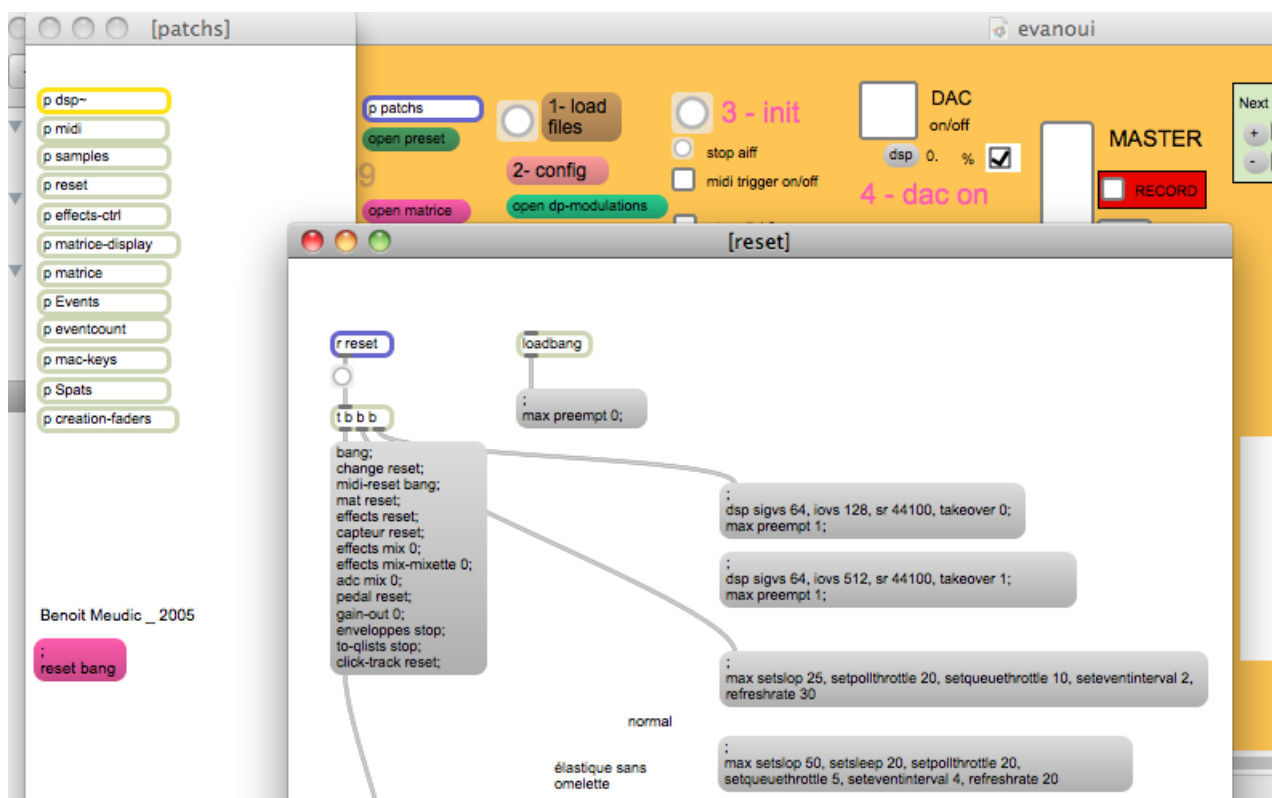 [patchs]
evanoui
p dsp~
p midi
p samples
p reset
p effects-ctrl
p matrice-display
p matrice
p Events
p eventcount
p mac-keys
p Spats
p creation-faders
Benoit Meudic _ 2005
;
reset bang
p patchs
open preset
9
open matrice
1- load
files
2- config
open dp-modulations
3 - init
stop aiff
midi trigger on/off
DAC
on/off
dsp 0. %
4 - dac on
MASTER
RECORD
Next
+
-
[reset]
r reset
t b b b
bang;
change reset;
midi-reset bang;
mat reset;
effects reset;
capteur reset;
effects mix 0;
effects mix-mixette 0;
adc mix 0;
pedal reset;
gain-out 0;
enveloppes stop;
to-qlists stop;
click-track reset;
loadbang
;
max preempt 0;
;
dsp sigvs 64, iovs 128, sr 44100, takeover 0;
max preempt 1;
;
dsp sigvs 64, iovs 512, sr 44100, takeover 1;
max preempt 1;
;
max setslop 25, setpollthrottle 20, setqueuethrottle 10, seteventinterval 2,
refreshrate 30
normal
;
max setslop 50, setsleep 20, setpollthrottle 20,
setqueuethrottle 5, seteventinterval 4, refreshrate 20
élastique sans
omelette